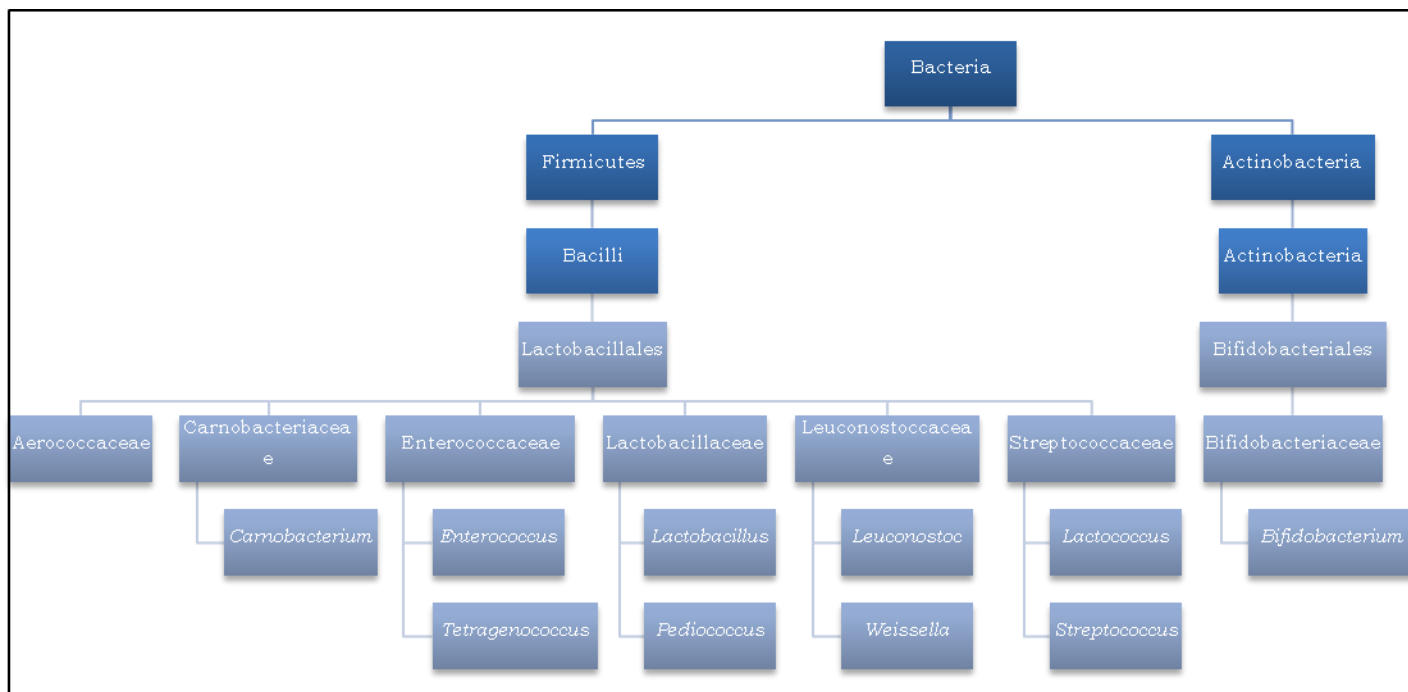 Bacteria
Firmicutes
Actinobacteria
Bacilli
Actinobacteria
Lactobacillales
Bifidobacteriales
Aerococcaceae
Carnobacteriacea
e
Enterococcaceae
Lactobacillaceae
Leuconostoccacea
e
Streptococcaceae
Bifidobacteriaceae
Carnobacterium
Enterococcus
Lactobacillus
Leuconostoc
Lactococcus
Bifidobacterium
Tetragenococcus
Pediococcus
Weissella
Streptococcus